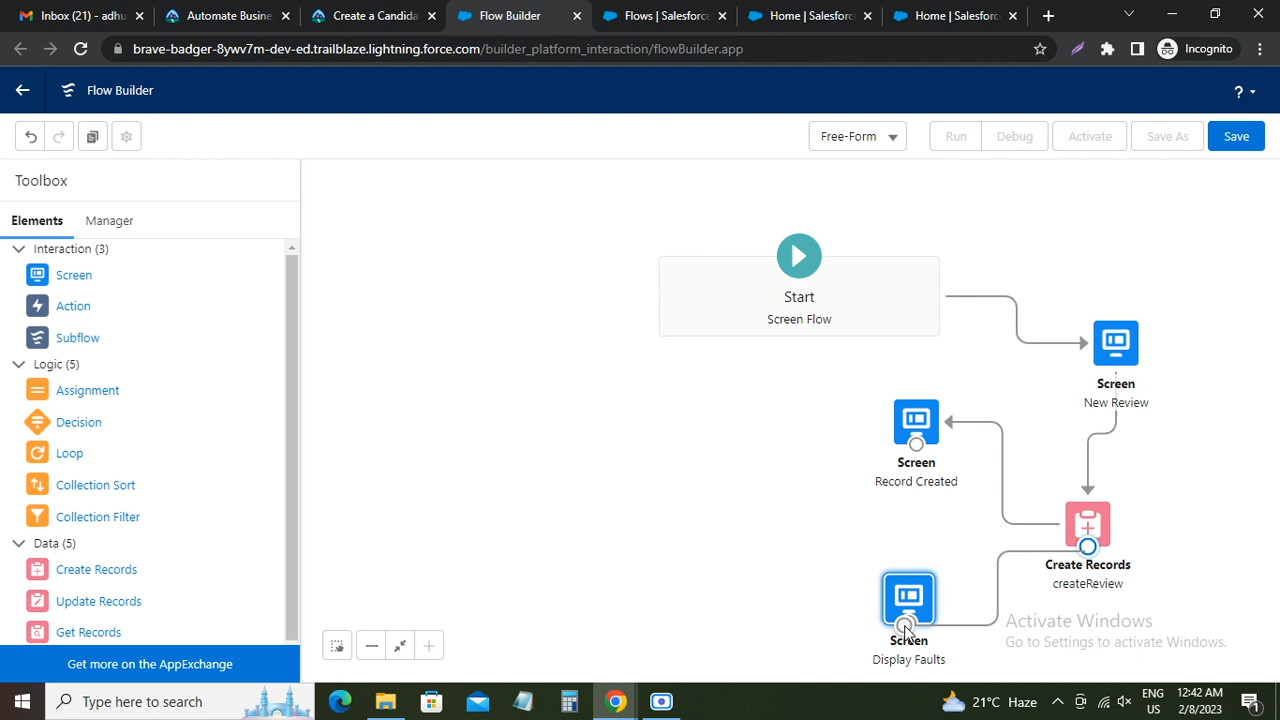 Inbox (21) - adhu
Automate Busine
Create a Candida
Flow Builder
Flows | Salesforce
Home | Salesforc
Home | Salesforc
brave-badger-8ywv7m-dev-ed.trailblaze.lightning.force.com/builder_platform_interaction/flowBuilder.app
Incognito
Flow Builder
?
Free-Form
Run
Debug
Activate
Save As
Save
Toolbox
Elements
Manager
Interaction (3)
Screen
Action
Subflow
Logic (5)
Assignment
Decision
Loop
Collection Sort
Collection Filter
Data (5)
Create Records
Update Records
Get Records
Get more on the AppExchange
Start
Screen Flow
Screen
New Review
Screen
Record Created
Create Records
createReview
Screen
Display Faults
Activate Windows
Go to Settings to activate Windows.
Type here to search
21°C Haze
ENG
US
12:42 AM
2/8/2023
1